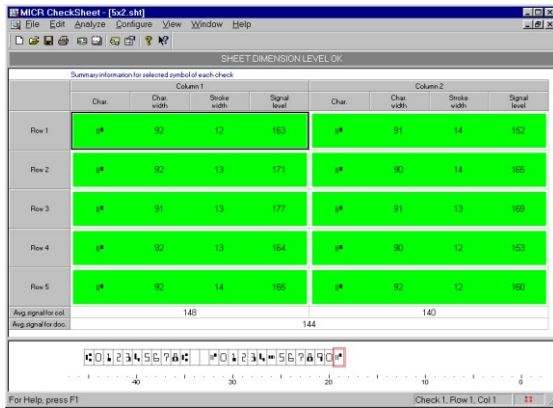 MICR CheckSheet - [5x2.sht]
File Edit Analyze Configure View Window Help
SHEET DIMENSION LEVEL OK
Summary information for selected symbol of each check
Column 1 Column 2
Char. Char. width Stroke width Signal level Char. Char. width Stroke width Signal level
Row 1 ⑈ 92 12 163 ⑈ 91 14 152
Row 2 ⑈ 92 13 171 ⑈ 90 14 165
Row 3 ⑈ 91 13 177 ⑈ 91 13 169
Row 4 ⑈ 92 13 164 ⑈ 90 12 153
Row 5 ⑈ 92 14 165 ⑈ 92 12 160
Avg.signal for col. 148 140
Avg.signal for doc. 144
⑆012345678⑆ ⑈01234⑉567890⑈
40 30 20 10 0
For Help, press F1 Check 1, Row 1, Col 1